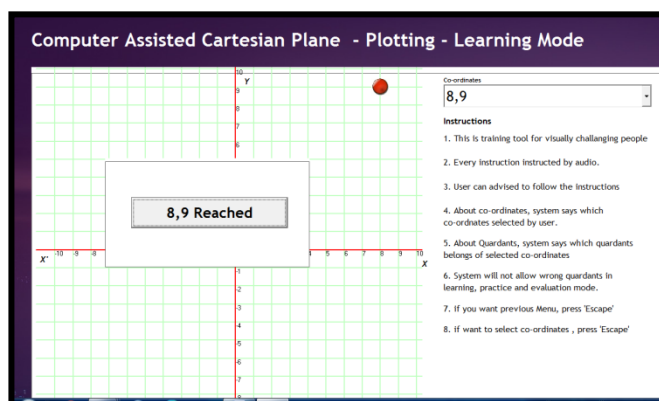 Computer Assisted Cartesian Plane - Plotting - Learning Mode
10
Y
9
8
7
6
8,9 Reached
X'
-10 -9 -8
4 5 6 7 8 9 10
X
-1
-2
-3
-4
-5
-6
-7
-8
Co-ordinates
8,9
Instructions
1. This is training tool for visually challanging people
2. Every instruction instructed by audio.
3. User can advised to follow the instructions
4. About co-ordinates, system says which
co-ordnates selected by user.
5. About Quardants, system says which quardants
belongs of selected co-ordinates
6. System will not allow wrong quardants in
learning, practice and evaluation mode.
7. If you want previous Menu, press 'Escape'
8. if want to select co-ordinates , press 'Escape'